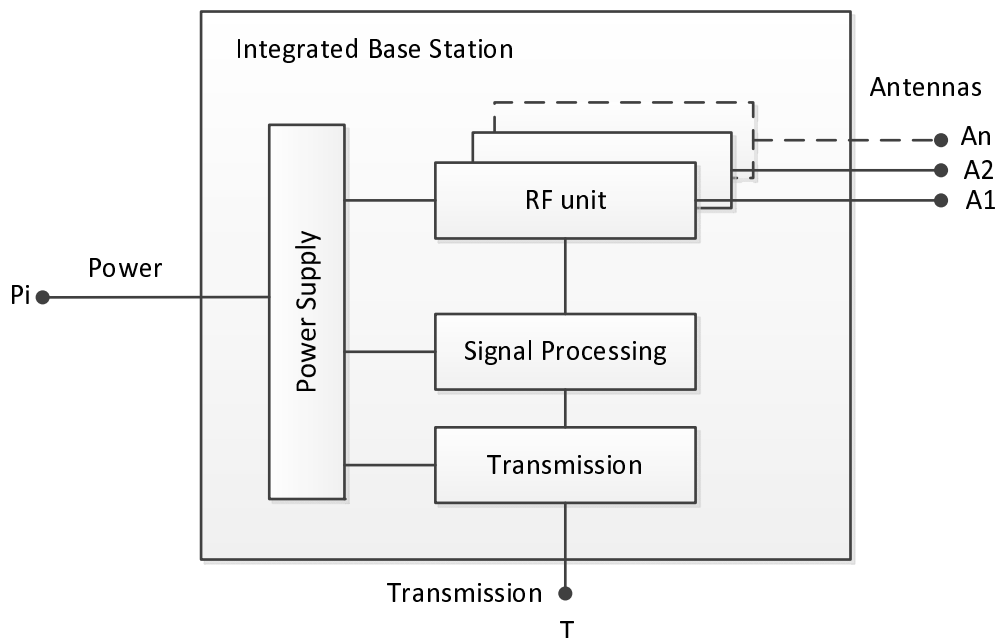 Integrated Base Station
Antennas
An
A2
A1
RF unit
Power
Pi
Power Supply
Signal Processing
Transmission
Transmission
T